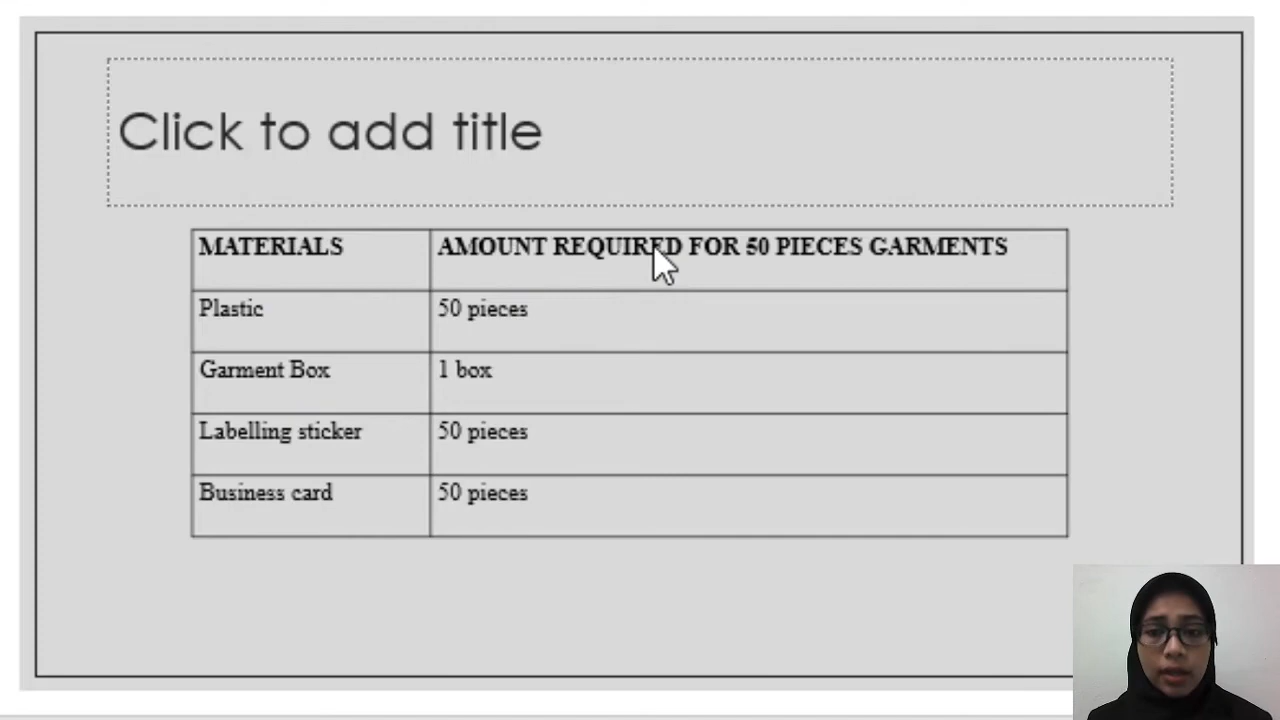 Click to add title
MATERIALS AMOUNT REQUIRED FOR 50 PIECES GARMENTS
Plastic 50 pieces
Garment Box 1 box
Labelling sticker 50 pieces
Business card 50 pieces